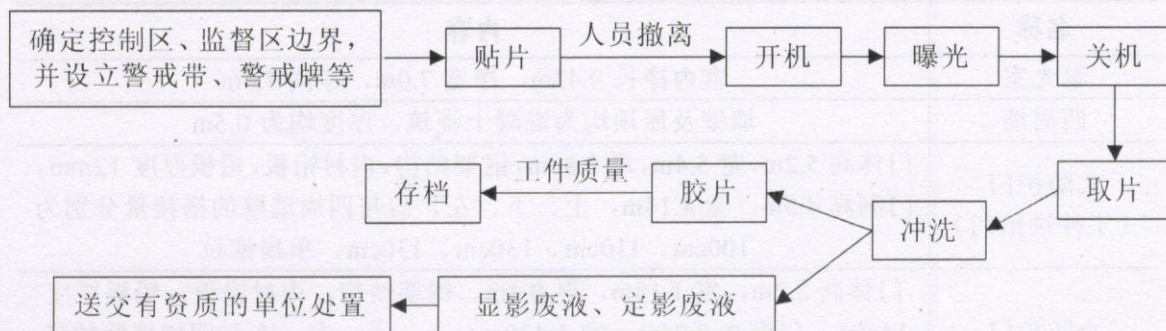 确定控制区、监督区边界，
并设立警戒带、警戒牌等
贴片
人员撤离
开机
曝光
关机
取片
冲洗
胶片
工件质量
存档
显影废液、定影废液
送交有资质的单位处置